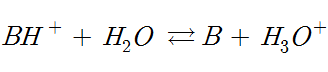 BH⁺ + H₂O ⇄ B + H₃O⁺